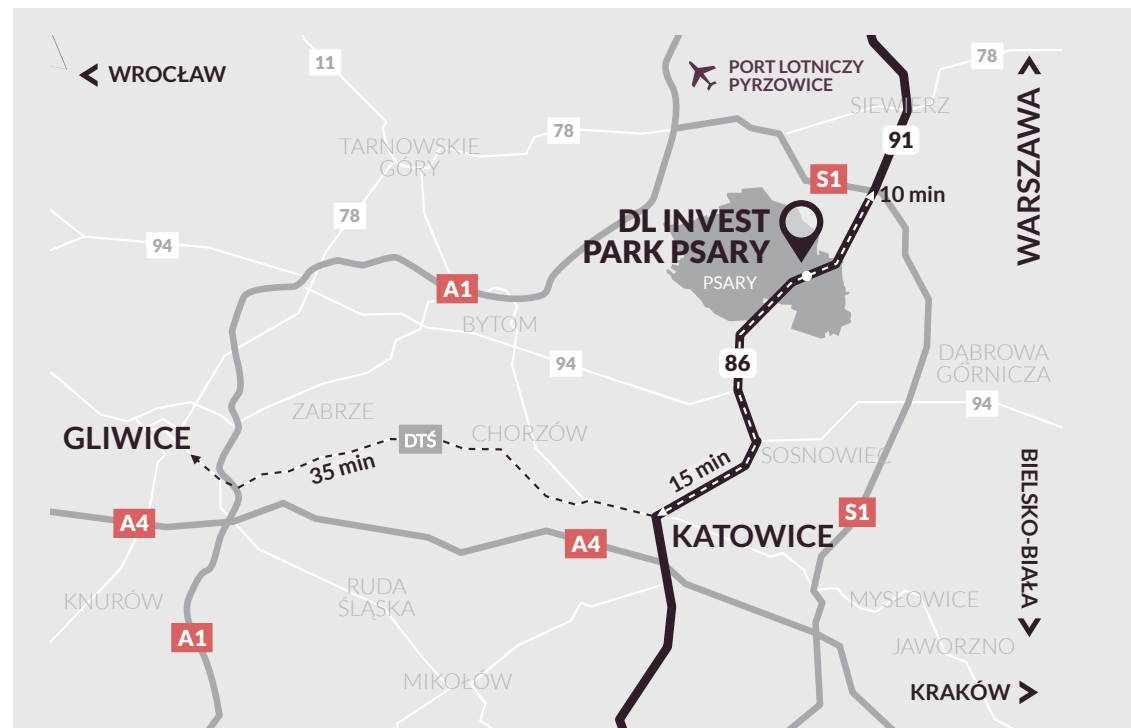 WROCŁAW
11
PORT LOTNICZY
PYRZOWICE
78
WARSZAWA
SIEWIERZ
TARNOWSKIE
GÓRY
78
91
S1
10 min
78
94
DL INVEST
PARK PSARY
PSARY
A1
BYTOM
94
86
DĄBROWA
GÓRNICZA
94
ZABRZE
GLIWICE
DTŚ
CHORZÓW
35 min
15 min
SOSNOWIEC
BIELSKO-BIAŁA
A4
A4
KATOWICE
S1
KNURÓW
RUDA
ŚLĄSKA
MYSŁOWICE
A1
JAWORZNO
MIKOŁÓW
KRAKÓW